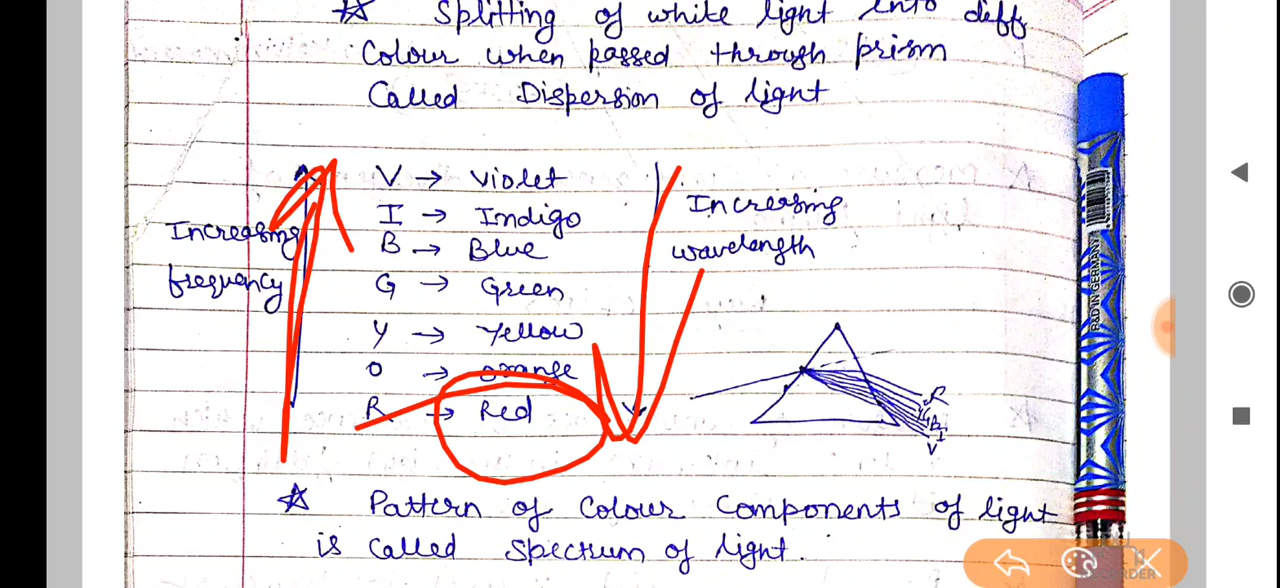 ☆ Splitting of white light into diff
Colour when passed through prism
Called Dispersion of light
V → Violet
I → Indigo
B → Blue
G → Green
Y → Yellow
O → orange
R → Red
Increasing
frequency
Increasing
wavelength
R
B
I
V
☆ Pattern of Colour Components of light
is called Spectrum of light.
R&D IN GERMANY